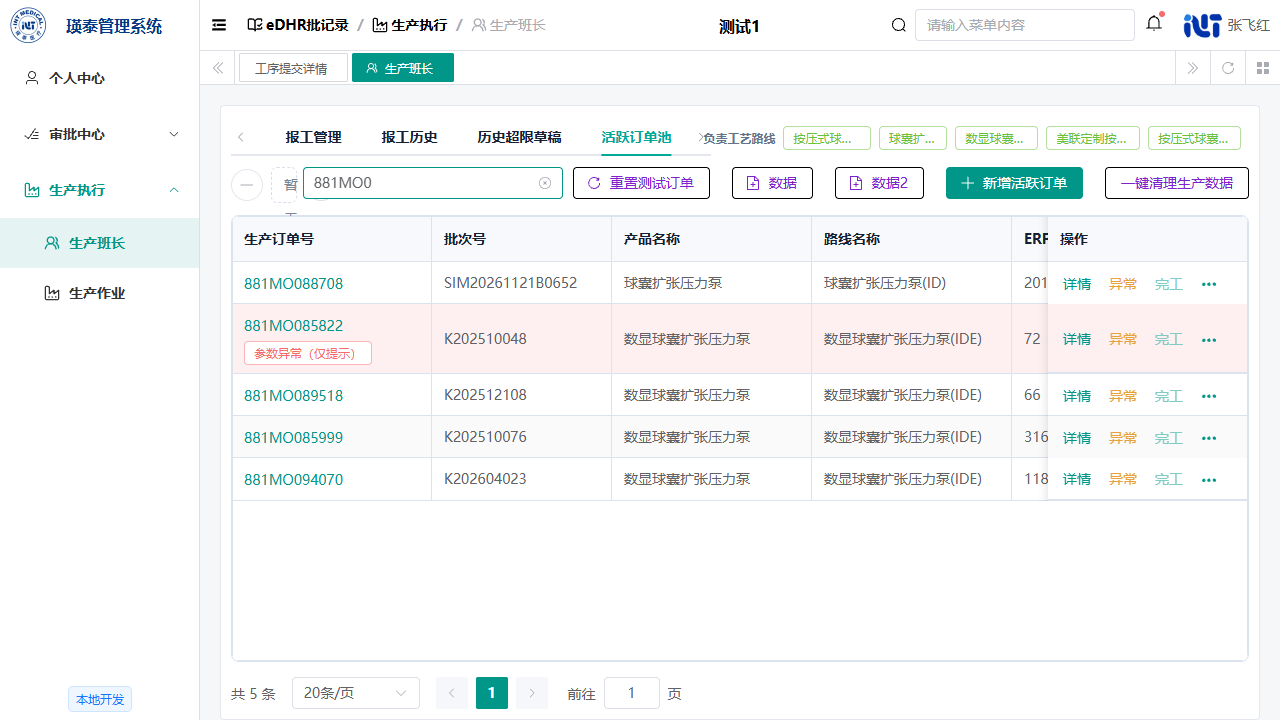 瑛泰管理系统
eDHR批记录 / 生产执行 / 生产班长
测试1
请输入菜单内容
张飞红
个人中心
审批中心
生产执行
生产班长
生产作业
本地开发
工序提交详情
生产班长
报工管理
报工历史
历史超限草稿
活跃订单池
负责工艺路线
按压式球...
球囊扩...
数显球囊...
美联定制按...
按压式球囊...
暂
881MO0
重置测试订单
数据
数据2
新增活跃订单
一键清理生产数据
生产订单号 批次号 产品名称 路线名称 ERP 操作
881MO088708 SIM20261121B0652 球囊扩张压力泵 球囊扩张压力泵(ID) 201 详情 异常 完工
881MO085822 K202510048 数显球囊扩张压力泵 数显球囊扩张压力泵(IDE) 72 详情 异常 完工
参数异常（仅提示）
881MO089518 K202512108 数显球囊扩张压力泵 数显球囊扩张压力泵(IDE) 66 详情 异常 完工
881MO085999 K202510076 数显球囊扩张压力泵 数显球囊扩张压力泵(IDE) 316 详情 异常 完工
881MO094070 K202604023 数显球囊扩张压力泵 数显球囊扩张压力泵(IDE) 118 详情 异常 完工
共 5 条 20条/页 1 前往 1 页